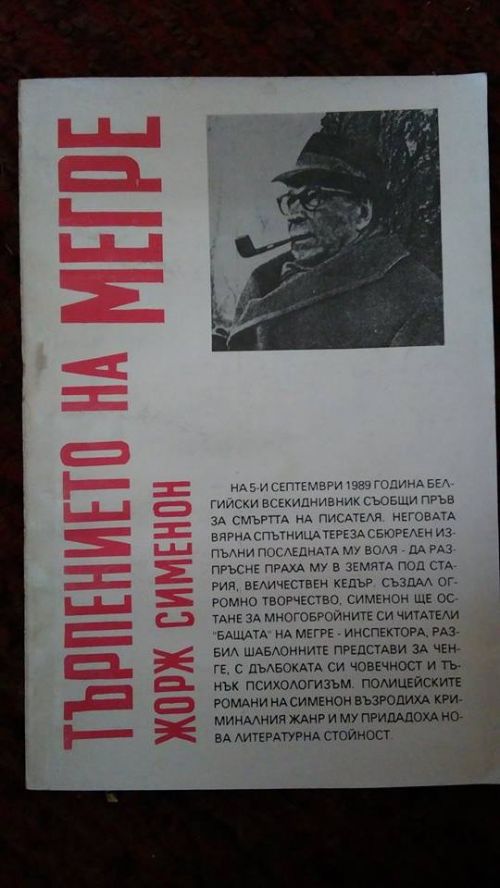 ТЪРПЕНИЕТО НА МЕГРЕ
ЖОРЖ СИМЕНОН
НА 5-И СЕПТЕМВРИ 1989 ГОДИНА БЕЛ-
ГИЙСКИ ВСЕКИДНИВНИК СЪОБЩИ ПРЪВ
ЗА СМЪРТТА НА ПИСАТЕЛЯ. НЕГОВАТА
ВЯРНА СПЪТНИЦА ТЕРЕЗА СБЮРЕЛЕН ИЗ-
ПЪЛНИ ПОСЛЕДНАТА МУ ВОЛЯ - ДА РАЗ-
ПРЪСНЕ ПРАХА МУ В ЗЕМЯТА ПОД СТА-
РИЯ, ВЕЛИЧЕСТВЕН КЕДЪР. СЪЗДАЛ ОГ-
РОМНО ТВОРЧЕСТВО, СИМЕНОН ЩЕ ОС-
ТАНЕ ЗА МНОГОБРОЙНИТЕ СИ ЧИТАТЕЛИ
"БАЩАТА" НА МЕГРЕ - ИНСПЕКТОРА, РАЗ-
БИЛ ШАБЛОННИТЕ ПРЕДСТАВИ ЗА ЧЕН-
ГЕ, С ДЪЛБОКАТА СИ ЧОВЕЧНОСТ И ТЪ-
НЪК ПСИХОЛОГИЗЪМ. ПОЛИЦЕЙСКИТЕ
РОМАНИ НА СИМЕНОН ВЪЗРОДИХА КРИ-
МИНАЛНИЯ ЖАНР И МУ ПРИДАДОХА НО-
ВА ЛИТЕРАТУРНА СТОЙНОСТ.